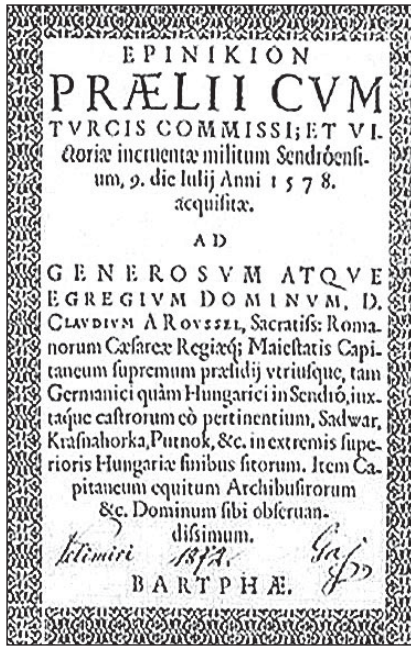 EPINIKION
PRÆLII CVM
TVRCIS COMMISSI; ET VI-
ctoriæ incruentæ militum Sendrôensi-
um, 9. die Iulij Anni 1578.
acquisitæ.
AD
GENEROSVM ATQVE
EGREGIVM DOMINVM, D.
CLAVDIVM A ROVSSEL, Sacratiss: Roma-
norum Cæsareæ Regiæq; Maiestatis Capi-
taneum supremum præsidij vtriusque, tam
Germanici quàm Hungarici in Sendrô, iux-
taque castrorum eò pertinentium, Sadwar,
Krasnahorka, Putnok, &c. in extremis supe-
rioris Hungariæ finibus sitorum. Item Ca-
pitaneum equitum Archibusirorum
&c. Dominum sibi obseruan-
dissimum.
1872.
BARTPHÆ.